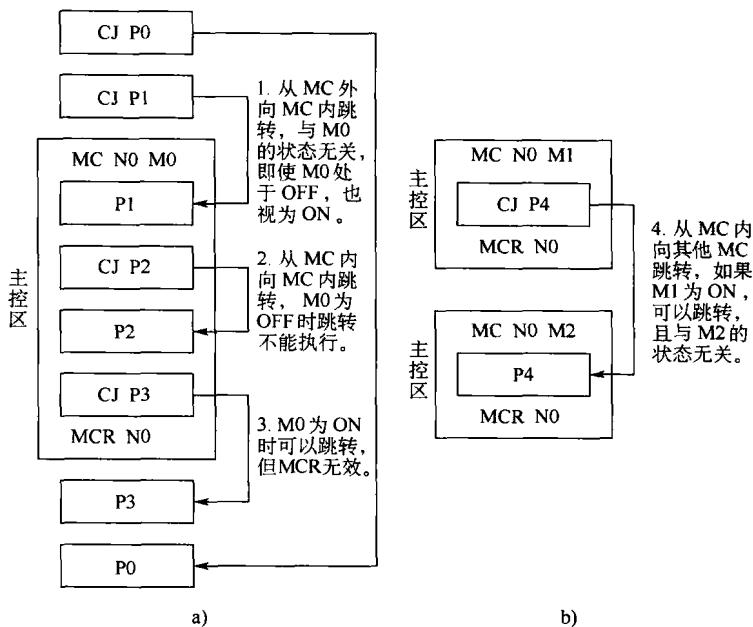 CJ P0
CJ P1
1. 从 MC 外
向 MC 内跳
转，与 M0
的状态无关，
即使 M0 处
于 OFF，也
视为 ON。
主控区
MC N0 M0
P1
CJ P2
2. 从 MC 内
向 MC 内跳
转， M0 为
OFF 时跳转
不能执行。
P2
CJ P3
MCR N0
3. M0 为 ON
时可以跳转，
但MCR无效。
P3
P0
a)
主控区
MC N0 M1
CJ P4
MCR N0
4. 从 MC 内
向其他 MC
跳转，如果
M1 为 ON，
可以跳转，
且与 M2 的
状态无关。
主控区
MC N0 M2
P4
MCR N0
b)